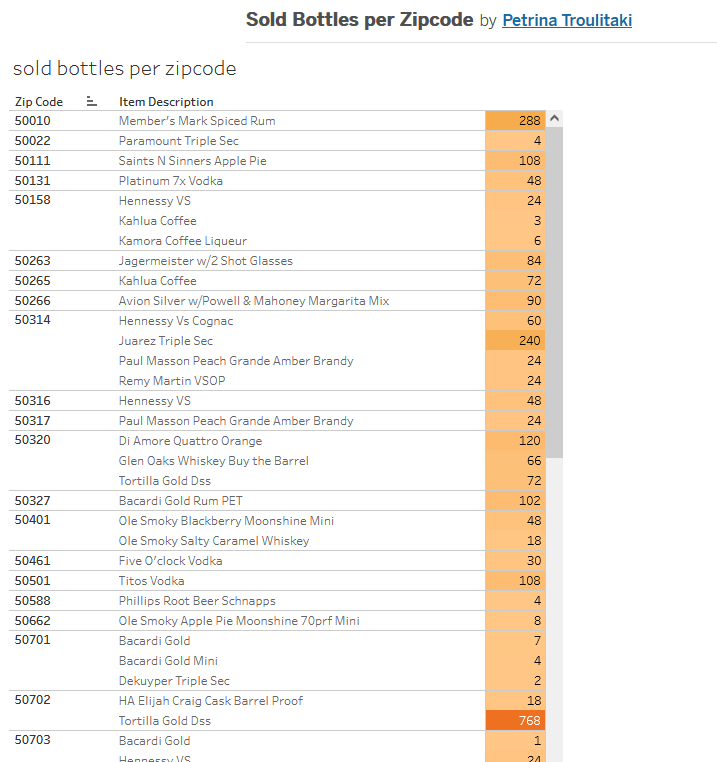 Sold Bottles per Zipcode by Petrina Troulitaki
sold bottles per zipcode
Zip Code Item Description
50010 Member's Mark Spiced Rum 288
50022 Paramount Triple Sec 4
50111 Saints N Sinners Apple Pie 108
50131 Platinum 7x Vodka 48
50158 Hennessy VS 24
Kahlua Coffee 3
Kamora Coffee Liqueur 6
50263 Jagermeister w/2 Shot Glasses 84
50265 Kahlua Coffee 72
50266 Avion Silver w/Powell & Mahoney Margarita Mix 90
50314 Hennessy Vs Cognac 60
Juarez Triple Sec 240
Paul Masson Peach Grande Amber Brandy 24
Remy Martin VSOP 24
50316 Hennessy VS 48
50317 Paul Masson Peach Grande Amber Brandy 24
50320 Di Amore Quattro Orange 120
Glen Oaks Whiskey Buy the Barrel 66
Tortilla Gold Dss 72
50327 Bacardi Gold Rum PET 102
50401 Ole Smoky Blackberry Moonshine Mini 48
Ole Smoky Salty Caramel Whiskey 18
50461 Five O'clock Vodka 30
50501 Titos Vodka 108
50588 Phillips Root Beer Schnapps 4
50662 Ole Smoky Apple Pie Moonshine 70prf Mini 8
50701 Bacardi Gold 7
Bacardi Gold Mini 4
Dekuyper Triple Sec 2
50702 HA Elijah Craig Cask Barrel Proof 18
Tortilla Gold Dss 768
50703 Bacardi Gold 1
Hennessy VS 24